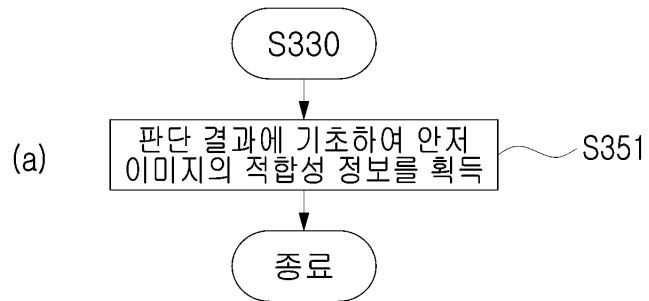 S330
(a)
판단 결과에 기초하여 안저
이미지의 적합성 정보를 획득
S351
종료